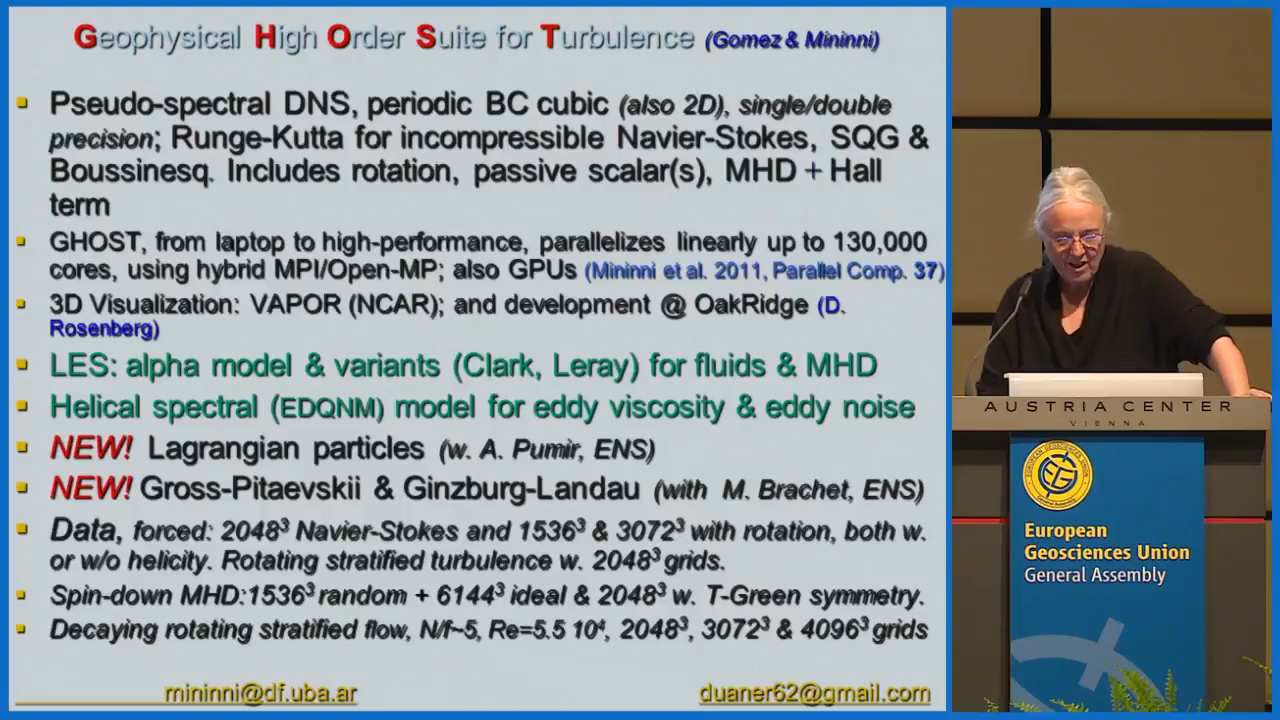 Geophysical High Order Suite for Turbulence (Gomez & Mininni)
Pseudo-spectral DNS, periodic BC cubic (also 2D), single/double
precision; Runge-Kutta for incompressible Navier-Stokes, SQG &
Boussinesq. Includes rotation, passive scalar(s), MHD + Hall
term
GHOST, from laptop to high-performance, parallelizes linearly up to 130,000
cores, using hybrid MPI/Open-MP; also GPUs (Mininni et al. 2011, Parallel Comp. 37)
3D Visualization: VAPOR (NCAR); and development @ OakRidge (D.
Rosenberg)
LES: alpha model & variants (Clark, Leray) for fluids & MHD
Helical spectral (EDQNM) model for eddy viscosity & eddy noise
NEW! Lagrangian particles (w. A. Pumir, ENS)
NEW! Gross-Pitaevskii & Ginzburg-Landau (with M. Brachet, ENS)
Data, forced: 2048³ Navier-Stokes and 1536³ & 3072³ with rotation, both w.
or w/o helicity. Rotating stratified turbulence w. 2048³ grids.
Spin-down MHD:1536³ random + 6144³ ideal & 2048³ w. T-Green symmetry.
Decaying rotating stratified flow, N/f~5, Re=5.5 10⁴, 2048³, 3072³ & 4096³ grids
mininni@df.uba.ar
duaner62@gmail.com
AUSTRIA CENTER
VIENNA
EGU
European
Geosciences Union
General Assembly